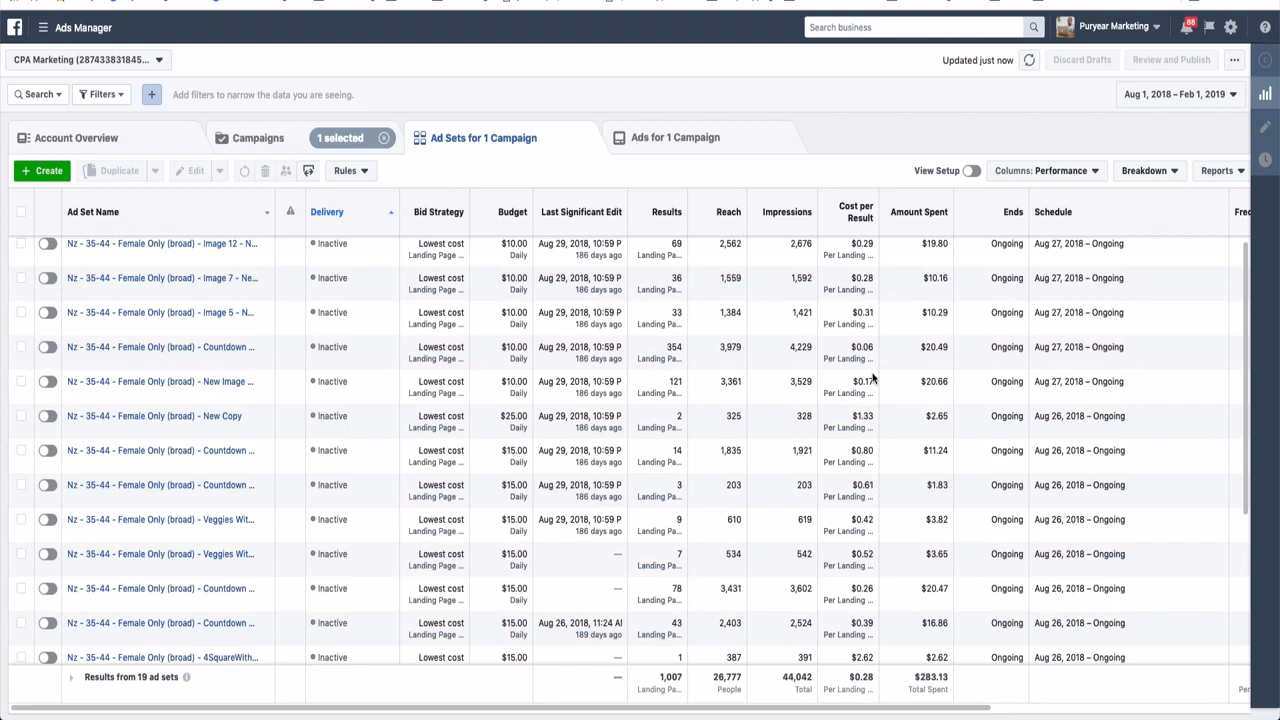 Ads Manager
Search business
Puryear Marketing
88
CPA Marketing (287433831845...
Updated just now
Discard Drafts
Review and Publish
Search
Filters
Add filters to narrow the data you are seeing.
Aug 1, 2018 – Feb 1, 2019
Account Overview
Campaigns
1 selected
Ad Sets for 1 Campaign
Ads for 1 Campaign
+ Create
Duplicate
Edit
Rules
View Setup
Columns: Performance
Breakdown
Reports
Ad Set Name Delivery Bid Strategy Budget Last Significant Edit Results Reach Impressions Cost per Result Amount Spent Ends Schedule Fre
Nz - 35-44 - Female Only (broad) - Image 12 - N... Inactive Lowest cost $10.00 Aug 29, 2018, 10:59 P 69 2,562 2,676 $0.29 $19.80 Ongoing Aug 27, 2018 – Ongoing
Landing Page ... Daily 186 days ago Landing Pa... Per Landing ...
Nz - 35-44 - Female Only (broad) - Image 7 - Ne... Inactive Lowest cost $10.00 Aug 29, 2018, 10:59 P 36 1,559 1,592 $0.28 $10.16 Ongoing Aug 27, 2018 – Ongoing
Landing Page ... Daily 186 days ago Landing Pa... Per Landing ...
Nz - 35-44 - Female Only (broad) - Image 5 - N... Inactive Lowest cost $10.00 Aug 29, 2018, 10:59 P 33 1,384 1,421 $0.31 $10.29 Ongoing Aug 27, 2018 – Ongoing
Landing Page ... Daily 186 days ago Landing Pa... Per Landing ...
Nz - 35-44 - Female Only (broad) - Countdown ... Inactive Lowest cost $10.00 Aug 29, 2018, 10:59 P 354 3,979 4,229 $0.06 $20.49 Ongoing Aug 27, 2018 – Ongoing
Landing Page ... Daily 186 days ago Landing Pa... Per Landing ...
Nz - 35-44 - Female Only (broad) - New Image ... Inactive Lowest cost $10.00 Aug 29, 2018, 10:59 P 121 3,361 3,529 $0.17 $20.66 Ongoing Aug 27, 2018 – Ongoing
Landing Page ... Daily 186 days ago Landing Pa... Per Landing ...
Nz - 35-44 - Female Only (broad) - New Copy Inactive Lowest cost $25.00 Aug 29, 2018, 10:59 P 2 325 328 $1.33 $2.65 Ongoing Aug 26, 2018 – Ongoing
Landing Page ... Daily 186 days ago Landing Pa... Per Landing ...
Nz - 35-44 - Female Only (broad) - Countdown ... Inactive Lowest cost $15.00 Aug 29, 2018, 10:59 P 14 1,835 1,921 $0.80 $11.24 Ongoing Aug 26, 2018 – Ongoing
Landing Page ... Daily 186 days ago Landing Pa... Per Landing ...
Nz - 35-44 - Female Only (broad) - Countdown ... Inactive Lowest cost $15.00 Aug 29, 2018, 10:59 P 3 203 203 $0.61 $1.83 Ongoing Aug 26, 2018 – Ongoing
Landing Page ... Daily 186 days ago Landing Pa... Per Landing ...
Nz - 35-44 - Female Only (broad) - Veggies Wit... Inactive Lowest cost $15.00 Aug 29, 2018, 10:59 P 9 610 619 $0.42 $3.82 Ongoing Aug 26, 2018 – Ongoing
Landing Page ... Daily 186 days ago Landing Pa... Per Landing ...
Nz - 35-44 - Female Only (broad) - Veggies Wit... Inactive Lowest cost $15.00 — 7 534 542 $0.52 $3.65 Ongoing Aug 26, 2018 – Ongoing
Landing Page ... Daily Landing Pa... Per Landing ...
Nz - 35-44 - Female Only (broad) - Countdown ... Inactive Lowest cost $15.00 — 78 3,431 3,602 $0.26 $20.47 Ongoing Aug 26, 2018 – Ongoing
Landing Page ... Daily Landing Pa... Per Landing ...
Nz - 35-44 - Female Only (broad) - Countdown ... Inactive Lowest cost $15.00 Aug 26, 2018, 11:24 AI 43 2,403 2,524 $0.39 $16.86 Ongoing Aug 26, 2018 – Ongoing
Landing Page ... Daily 189 days ago Landing Pa... Per Landing ...
Nz - 35-44 - Female Only (broad) - 4SquareWith... Inactive Lowest cost $15.00 — 1 387 391 $2.62 $2.62 Ongoing Aug 26, 2018 – Ongoing
Results from 19 ad sets — 1,007 26,777 44,042 $0.28 $283.13
Landing Pa... People Total Per Landing ... Total Spent Per